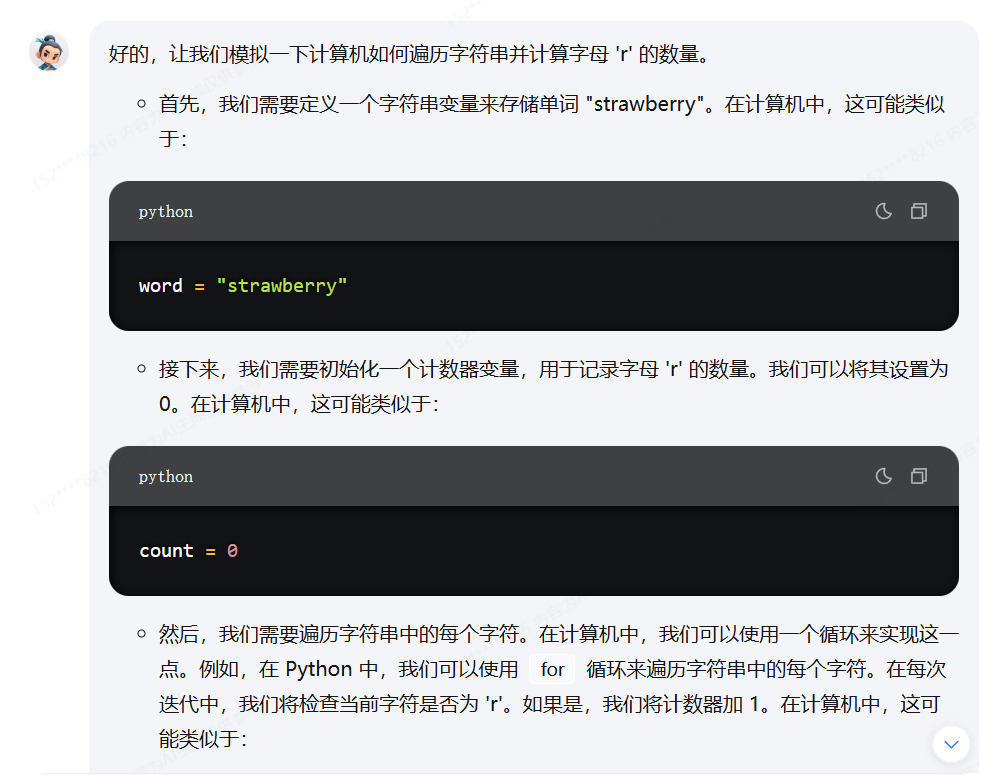 好的，让我们模拟一下计算机如何遍历字符串并计算字母 'r' 的数量。
首先，我们需要定义一个字符串变量来存储单词 "strawberry"。在计算机中，这可能类似
于：
python
word = "strawberry"
接下来，我们需要初始化一个计数器变量，用于记录字母 'r' 的数量。我们可以将其设置为
0。在计算机中，这可能类似于：
python
count = 0
然后，我们需要遍历字符串中的每个字符。在计算机中，我们可以使用一个循环来实现这一
点。例如，在 Python 中，我们可以使用 for 循环来遍历字符串中的每个字符。在每次
迭代中，我们将检查当前字符是否为 'r'。如果是，我们将计数器加 1。在计算机中，这可
能类似于：